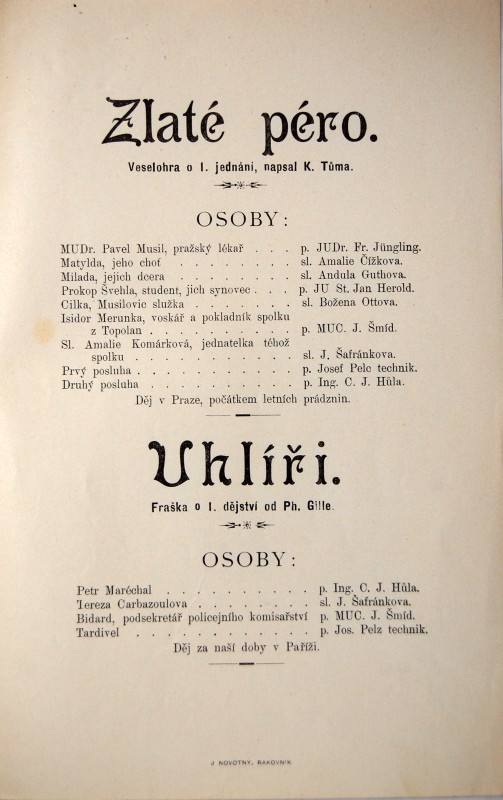 Zlaté péro.
Veselohra o 1. jednání, napsal K. Tůma.
OSOBY:
MUDr. Pavel Musil, pražský lékař . . . p. JUDr. Fr. Jüngling.
Matylda, jeho choť . . . . . . . sl. Amalie Čížkova.
Milada, jejich dcera . . . . . . . . sl. Andula Guthova.
Prokop Švehla, student, jich synovec . . . p. JU St. Jan Herold.
Cilka, Musilovic služka . . . . . . . sl. Božena Ottova.
Isidor Merunka, voskář a pokladník spolku
z Topolan . . . . . . . . . . p. MUC. J. Šmíd.
Sl. Amalie Komárková, jednatelka téhož
spolku . . . . . . . . . . . . sl. J. Šafránkova.
Prvý posluha . . . . . . . . . . . p. Josef Pelc technik.
Druhý posluha . . . . . . . . . . p. Ing. C. J. Hůla.
Děj v Praze, počátkem letních prádznin.
Uhlíři.
Fraška o 1. dějství od Ph. Gille.
OSOBY:
Petr Maréchal . . . . . . . . . . p. Ing. C. J. Hůla.
Tereza Carbazoulova . . . . . . . . sl. J. Šafránkova.
Bidard, podsekretář policejního komisařství p. MUC. J. Šmíd.
Tardivel . . . . . . . . . . . . p. Jos. Pelz technik.
Děj za naší doby v Paříži.
J NOVOTNY, RAKOVNÍK